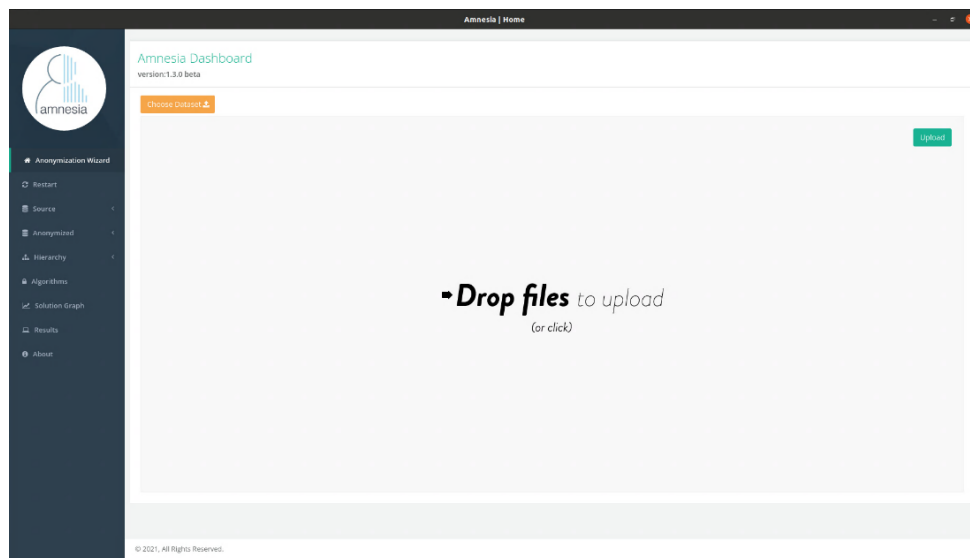 Amnesia | Home
amnesia
Anonymization Wizard
Restart
Source
Anonymized
Hierarchy
Algorithms
Solution Graph
Results
About
Amnesia Dashboard
version:1.3.0 beta
Choose Dataset
Upload
Drop files to upload
(or click)
© 2021, All Rights Reserved.